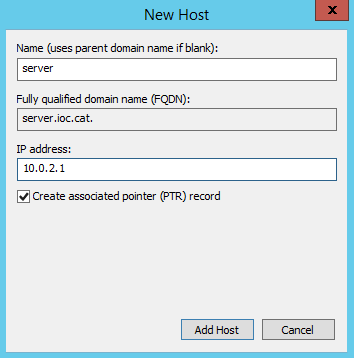 New Host
x
Name (uses parent domain name if blank):
server
Fully qualified domain name (FQDN):
server.ioc.cat.
IP address:
10.0.2.1
Create associated pointer (PTR) record
Add Host
Cancel